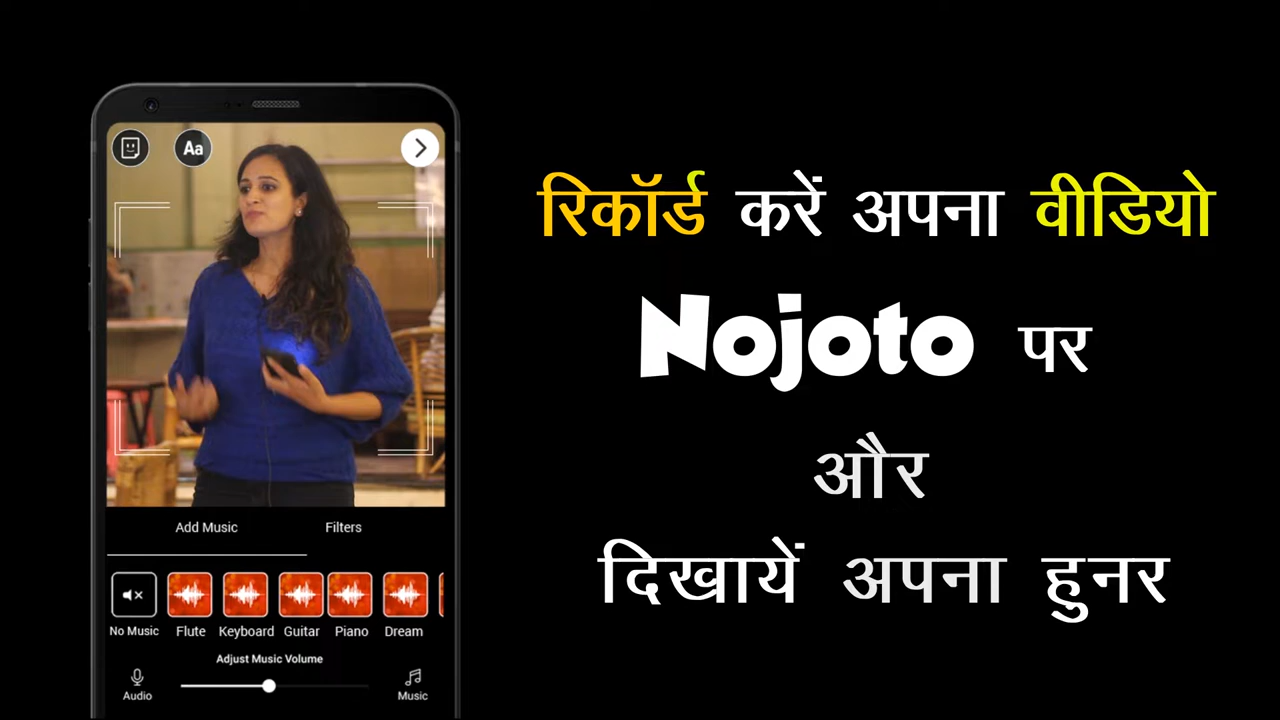 Aa
Add Music Filters
No Music Flute Keyboard Guitar Piano Dream
Adjust Music Volume
Audio Music
रिकॉर्ड करें अपना वीडियो
Nojoto पर
और
दिखायें अपना हुनर